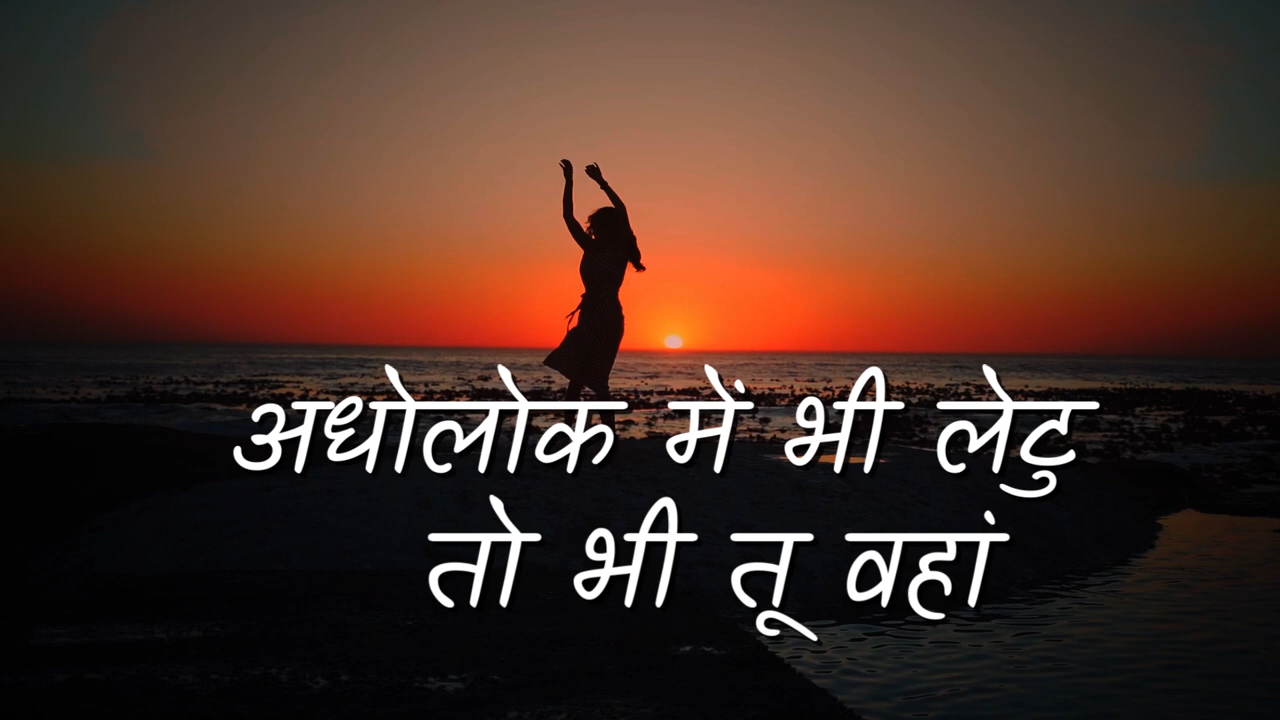 अधोलोक में भी लेटु
तो भी तू वहां